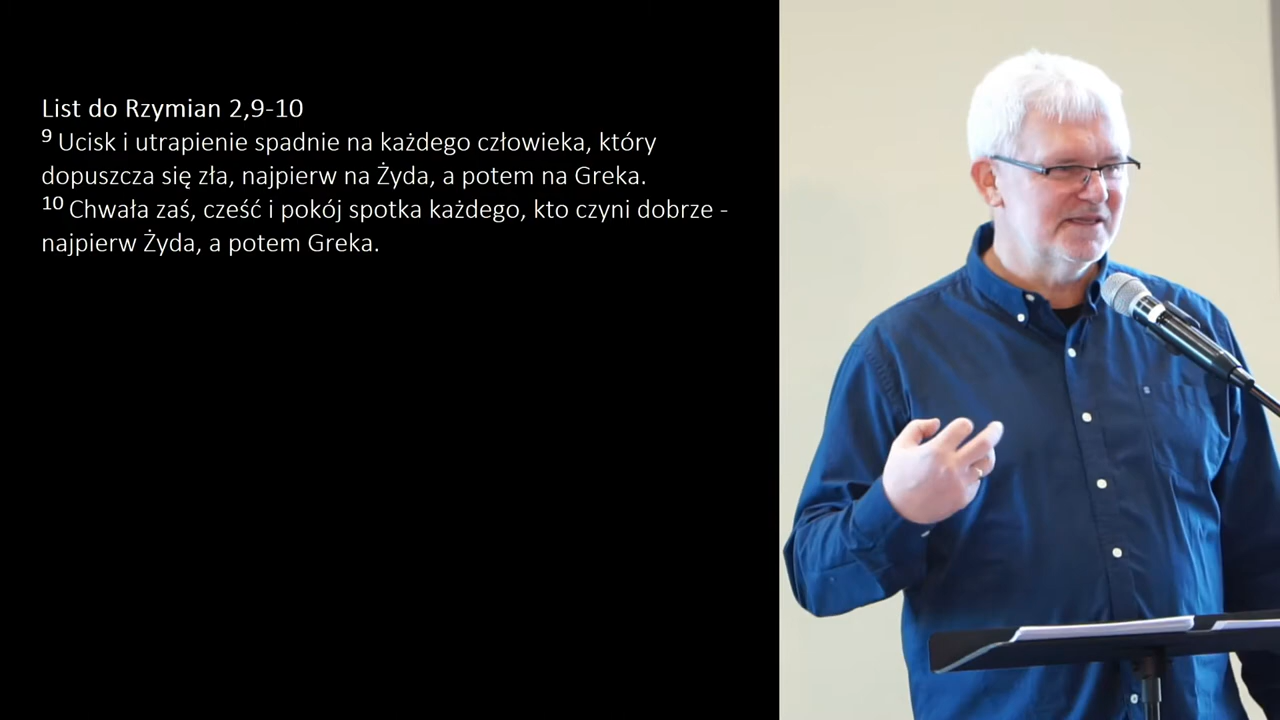 List do Rzymian 2,9-10
⁹ Ucisk i utrapienie spadnie na każdego człowieka, który
dopuszcza się zła, najpierw na Żyda, a potem na Greka.
¹⁰ Chwała zaś, cześć i pokój spotka każdego, kto czyni dobrze -
najpierw Żyda, a potem Greka.